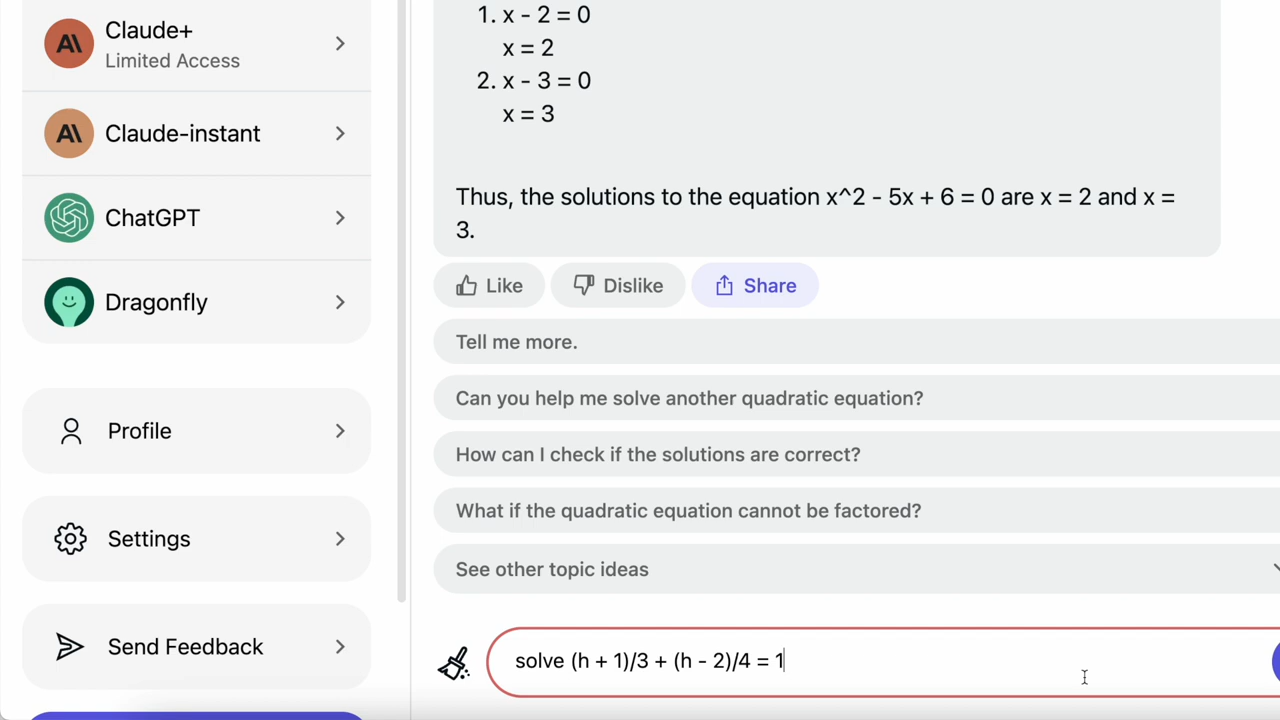 Claude+
Limited Access
Claude-instant
ChatGPT
Dragonfly
Profile
Settings
Send Feedback
1. x - 2 = 0
x = 2
2. x - 3 = 0
x = 3
Thus, the solutions to the equation x^2 - 5x + 6 = 0 are x = 2 and x =
3.
Like
Dislike
Share
Tell me more.
Can you help me solve another quadratic equation?
How can I check if the solutions are correct?
What if the quadratic equation cannot be factored?
See other topic ideas
solve (h + 1)/3 + (h - 2)/4 = 1